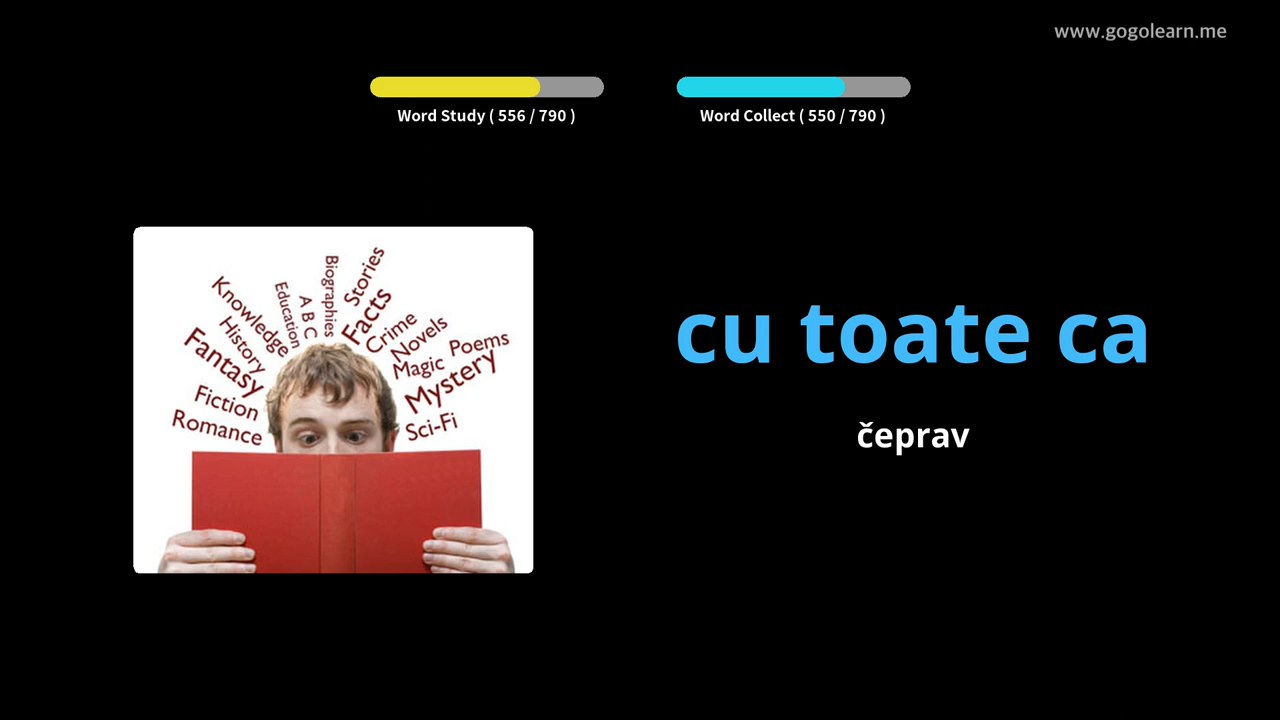 www.gogolearn.me
Word Study ( 556 / 790 )
Word Collect ( 550 / 790 )
Biographies
Stories
Education
A B C
Facts
Knowledge
Crime
History
Novels
Fantasy
Magic
Poems
Mystery
Fiction
Romance
Sci-Fi
cu toate ca
čeprav